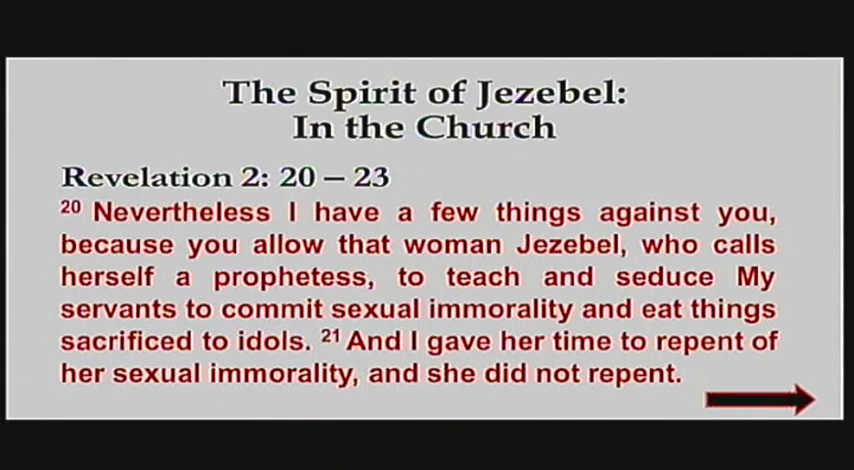 The Spirit of Jezebel:
In the Church
Revelation 2: 20 – 23
20 Nevertheless I have a few things against you,
because you allow that woman Jezebel, who calls
herself a prophetess, to teach and seduce My
servants to commit sexual immorality and eat things
sacrificed to idols. 21 And I gave her time to repent of
her sexual immorality, and she did not repent.